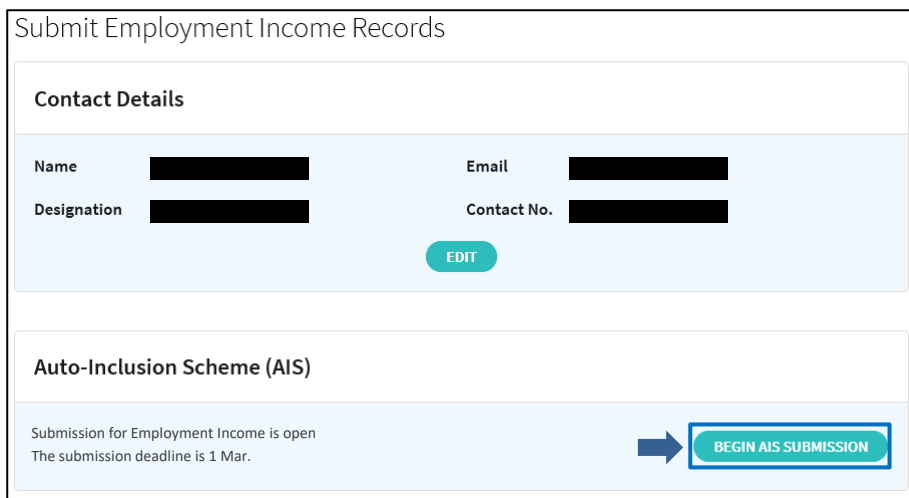 Submit Employment Income Records
Contact Details
Name Email
Designation Contact No.
EDIT
Auto-Inclusion Scheme (AIS)
Submission for Employment Income is open
The submission deadline is 1 Mar.
BEGIN AIS SUBMISSION